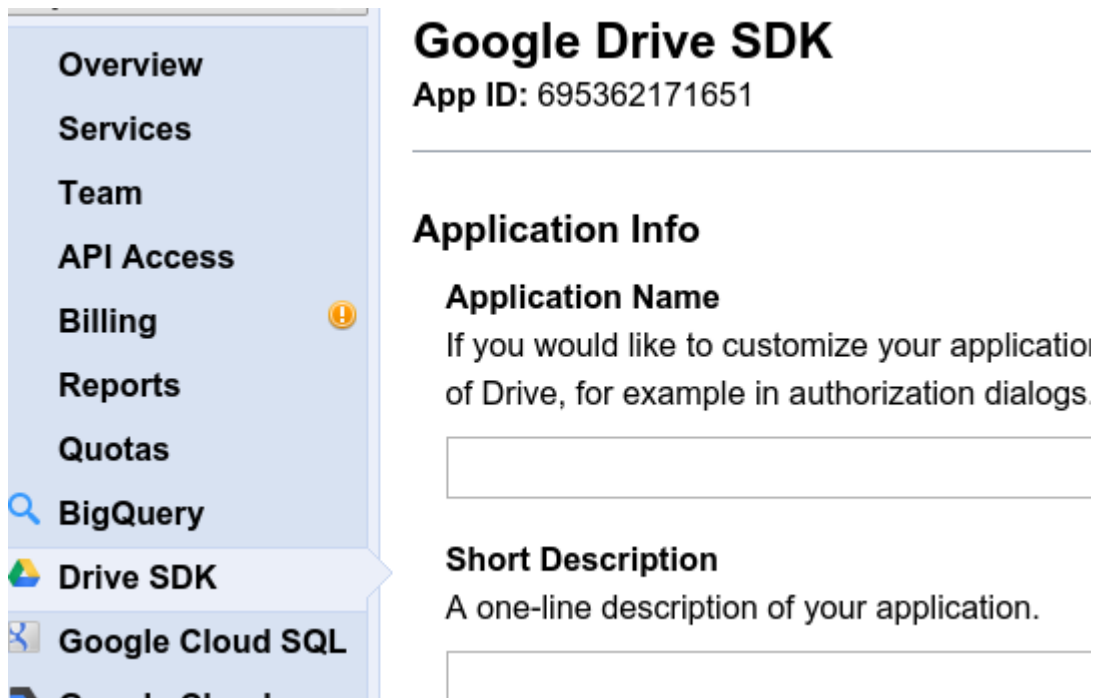 Overview
Services
Team
API Access
Billing
Reports
Quotas
BigQuery
Drive SDK
Google Cloud SQL
Google Drive SDK
App ID: 695362171651
Application Info
Application Name
If you would like to customize your
of Drive, for example in authorization dialogs.
Short Description
A one-line description of your application.